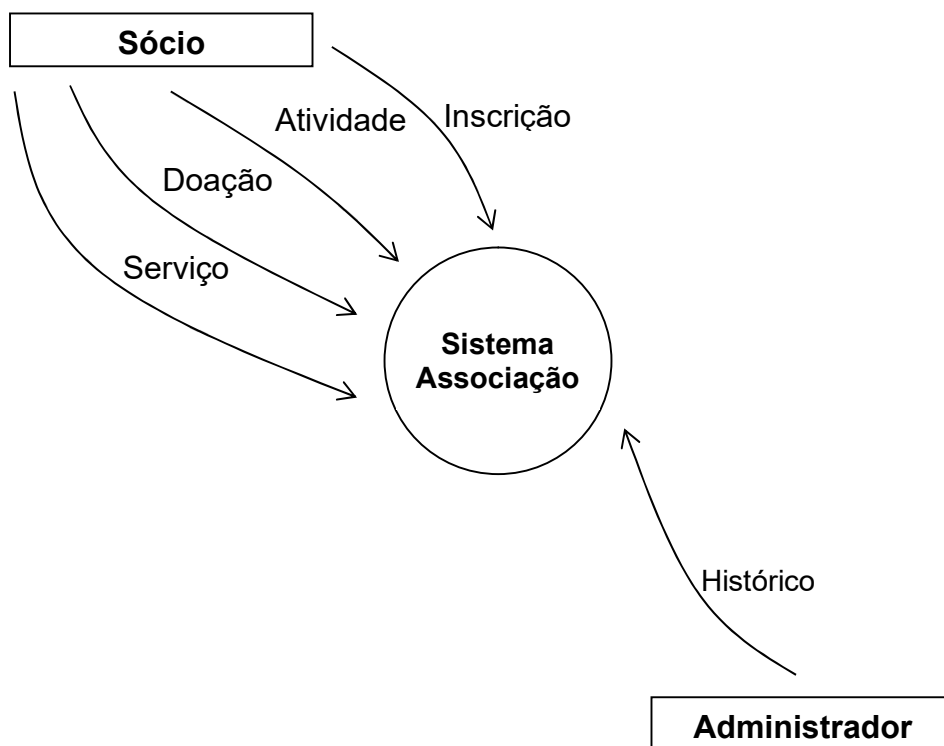 Sócio
Atividade
Inscrição
Doação
Serviço
Sistema
Associação
Histórico
Administrador